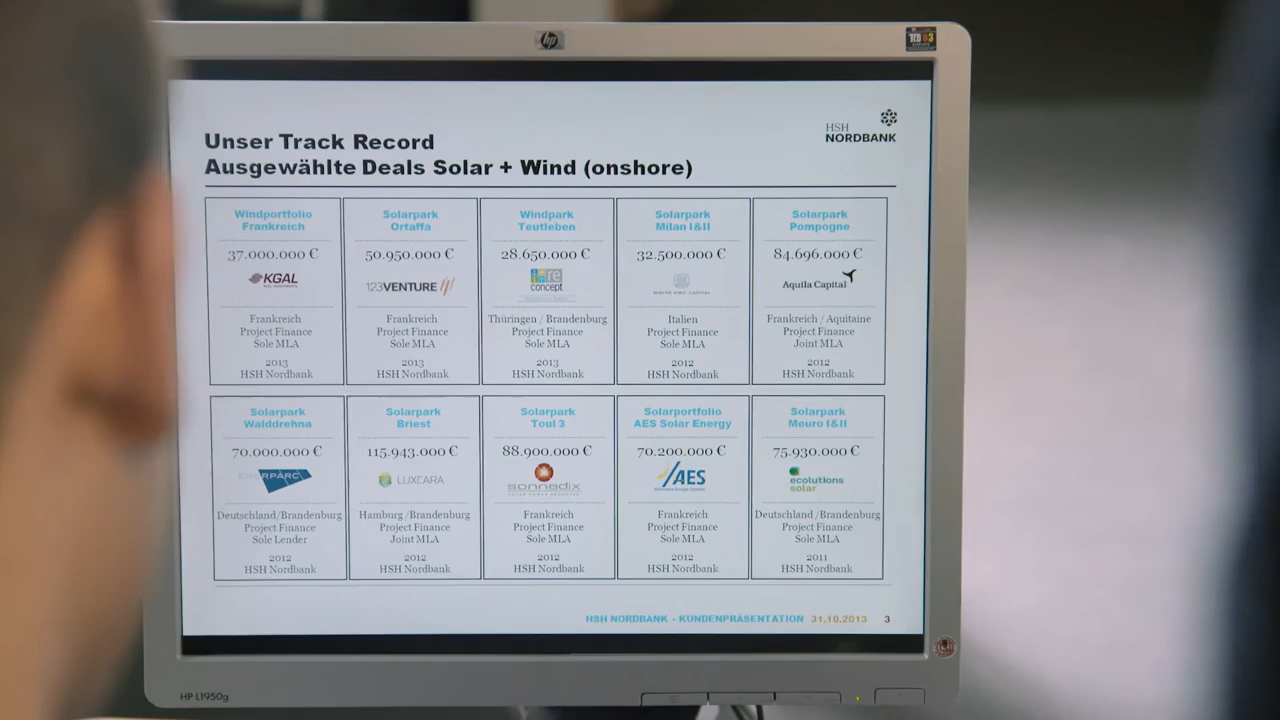 hp
Unser Track Record
Ausgewählte Deals Solar + Wind (onshore)
HSH
NORDBANK
Windportfolio
Frankreich
37.000.000 €
KGAL
Frankreich
Project Finance
Sole MLA
2013
HSH Nordbank
Solarpark
Ortaffa
50.950.000 €
123VENTURE
Frankreich
Project Finance
Sole MLA
2013
HSH Nordbank
Windpark
Teutleben
28.650.000 €
re
concept
Thüringen / Brandenburg
Project Finance
Sole MLA
2013
HSH Nordbank
Solarpark
Milan I&II
32.500.000 €
WHITE OWL CAPITAL
Italien
Project Finance
Sole MLA
2012
HSH Nordbank
Solarpark
Pompogne
84.696.000 €
Aquila Capital
Frankreich / Aquitaine
Project Finance
Joint MLA
2012
HSH Nordbank
Solarpark
Walddrehna
70.000.000 €
ENERPARC
Deutschland/Brandenburg
Project Finance
Sole Lender
2012
HSH Nordbank
Solarpark
Briest
115.943.000 €
LUXCARA
Hamburg /Brandenburg
Project Finance
Joint MLA
2012
HSH Nordbank
Solarpark
Toul 3
88.900.000 €
sonnedix
Frankreich
Project Finance
Sole MLA
2012
HSH Nordbank
Solarportfolio
AES Solar Energy
70.200.000 €
AES
Frankreich
Project Finance
Sole MLA
2012
HSH Nordbank
Solarpark
Meuro I&II
75.930.000 €
ecolutions
solar
Deutschland /Brandenburg
Project Finance
Sole MLA
2011
HSH Nordbank
HSH NORDBANK - KUNDENPRÄSENTATION 31.10.2013 3
HP L1950g